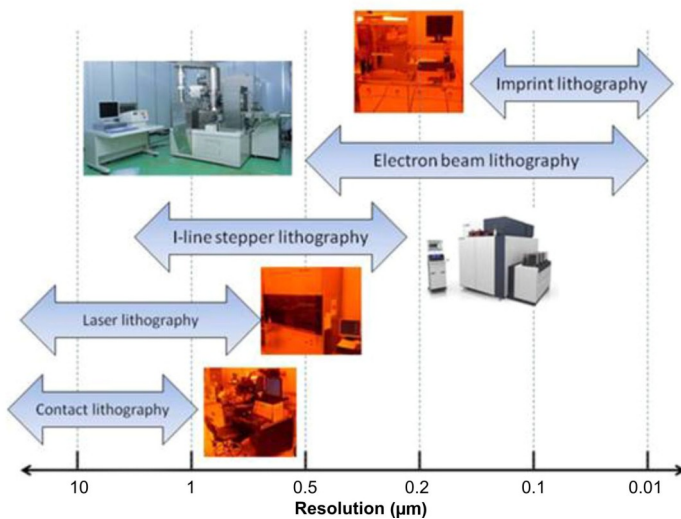 Imprint lithography
Electron beam lithography
I-line stepper lithography
Laser lithography
Contact lithography
10 1 0.5 0.2 0.1 0.01
Resolution (μm)